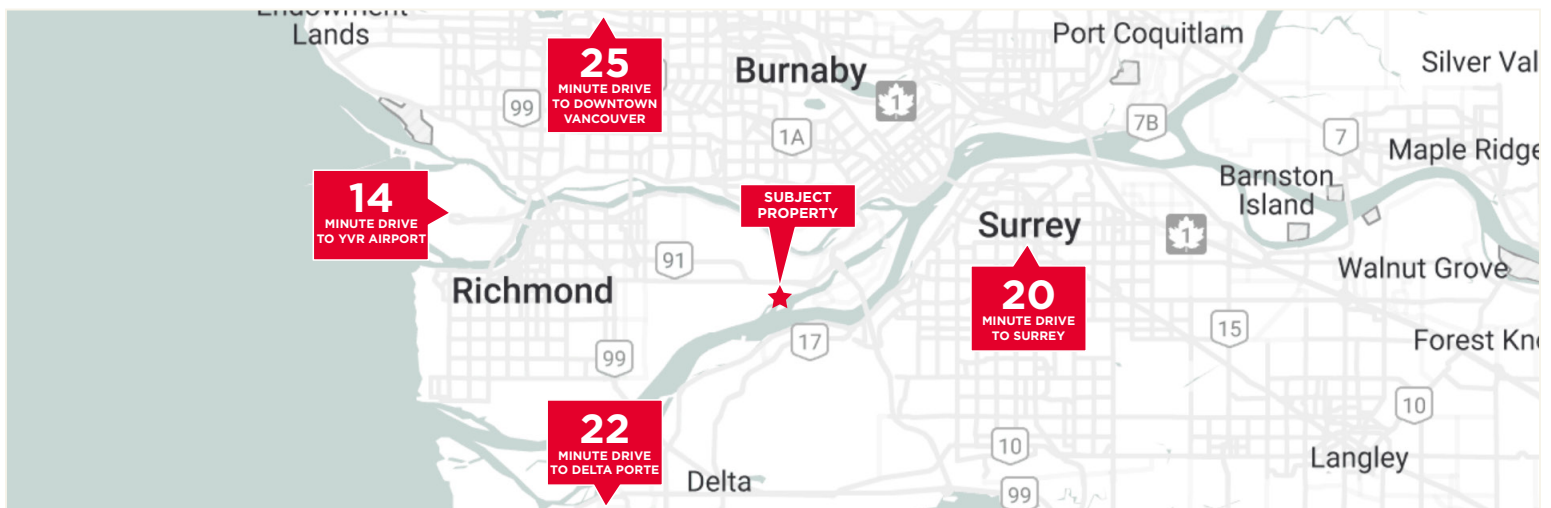 Endowment
Lands
25
MINUTE DRIVE
TO DOWNTOWN
VANCOUVER
Burnaby
Port Coquitlam
Silver Val
99
1
1A
7B
7
Maple Ridge
14
MINUTE DRIVE
TO YVR AIRPORT
SUBJECT
PROPERTY
Barnston
Island
Surrey
1
91
Walnut Grove
Richmond
20
MINUTE DRIVE
TO SURREY
99
17
15
Forest Kn
22
MINUTE DRIVE
TO DELTA PORTE
10
10
Langley
Delta
99